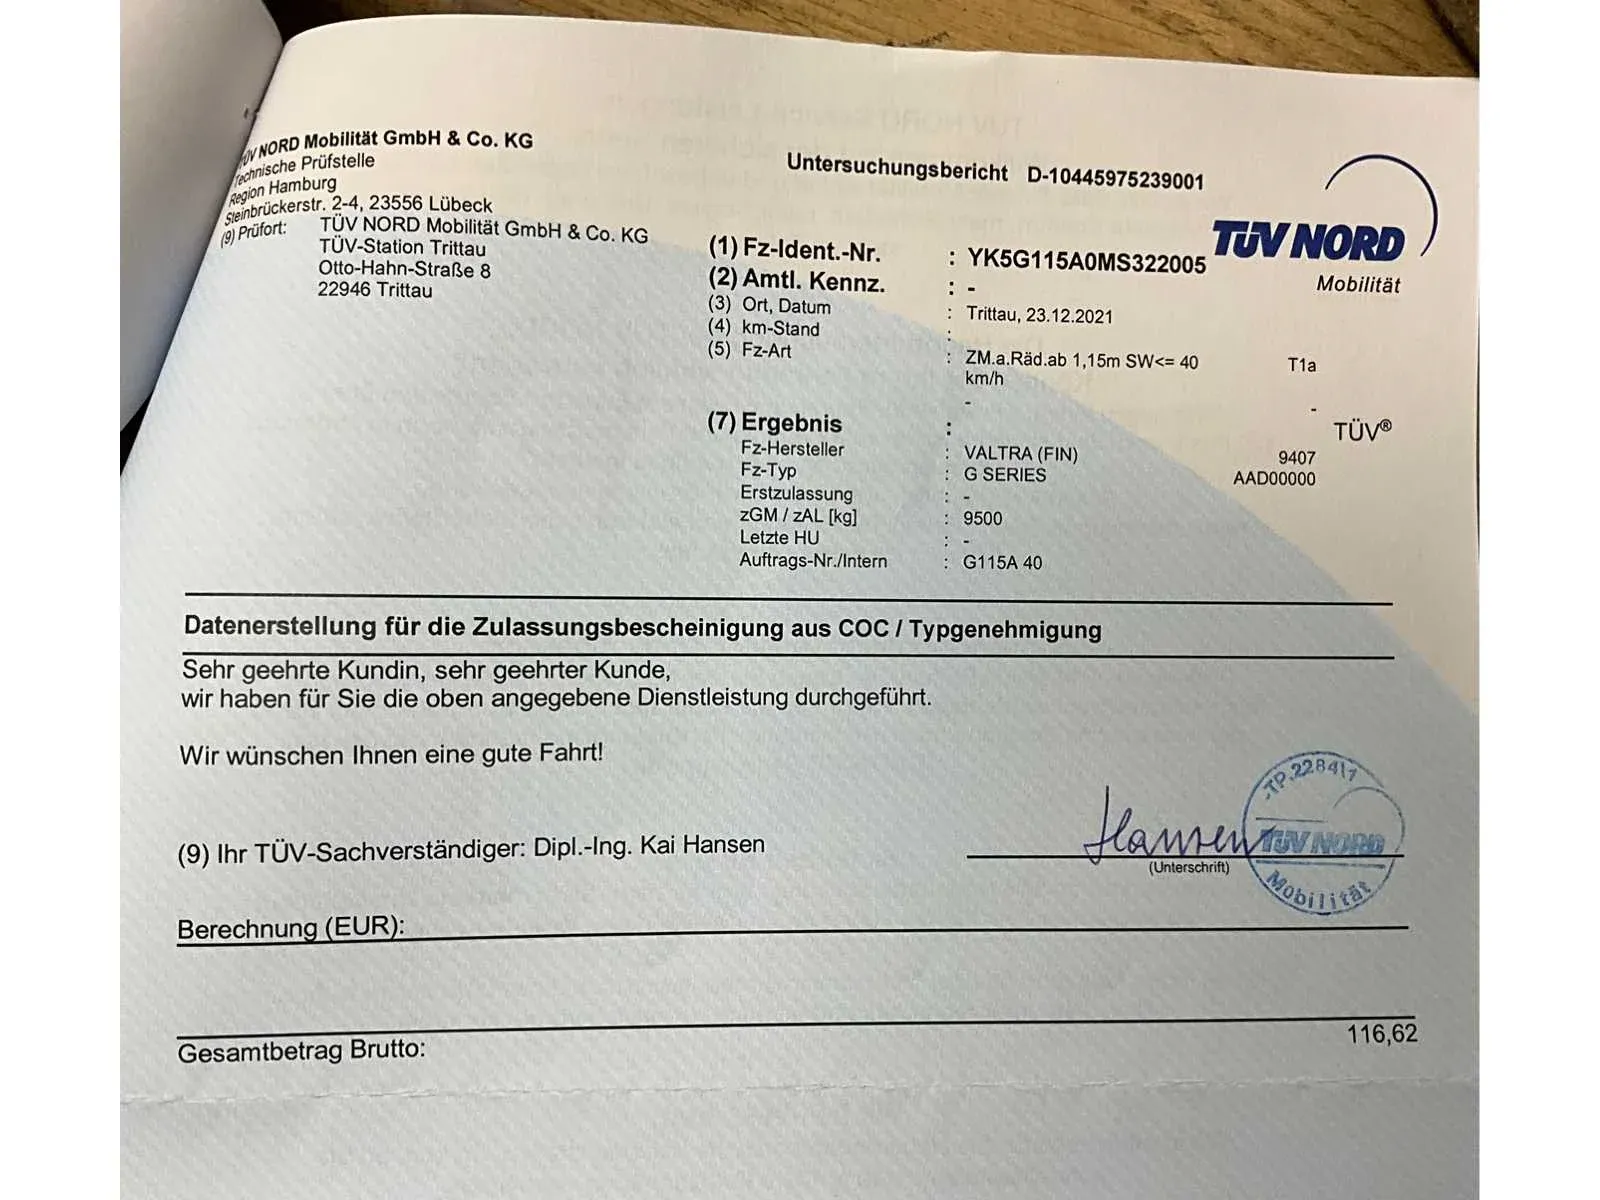 TÜV NORD Mobilität GmbH & Co. KG
Technische Prüfstelle
Region Hamburg
Steinbrückerstr. 2-4, 23556 Lübeck
(9) Prüfort: TÜV NORD Mobilität GmbH & Co. KG
TÜV-Station Trittau
Otto-Hahn-Straße 8
22946 Trittau
Untersuchungsbericht D-10445975239001
TÜV NORD
Mobilität
(1) Fz-Ident.-Nr. : YK5G115A0MS322005
(2) Amtl. Kennz. : -
(3) Ort, Datum : Trittau, 23.12.2021
(4) km-Stand :
(5) Fz-Art : ZM.a.Räd.ab 1,15m SW<= 40 T1a
km/h
- -
(7) Ergebnis :
TÜV®
Fz-Hersteller : VALTRA (FIN) 9407
Fz-Typ : G SERIES AAD00000
Erstzulassung : -
zGM / zAL [kg] : 9500
Letzte HU : -
Auftrags-Nr./Intern : G115A 40
Datenerstellung für die Zulassungsbescheinigung aus COC / Typgenehmigung
Sehr geehrte Kundin, sehr geehrter Kunde,
wir haben für Sie die oben angegebene Dienstleistung durchgeführt.
Wir wünschen Ihnen eine gute Fahrt!
(9) Ihr TÜV-Sachverständiger: Dipl.-Ing. Kai Hansen
Hansen
(Unterschrift)
TP.2284\1
TÜV NORD
Mobilität
Berechnung (EUR):
Gesamtbetrag Brutto: 116,62